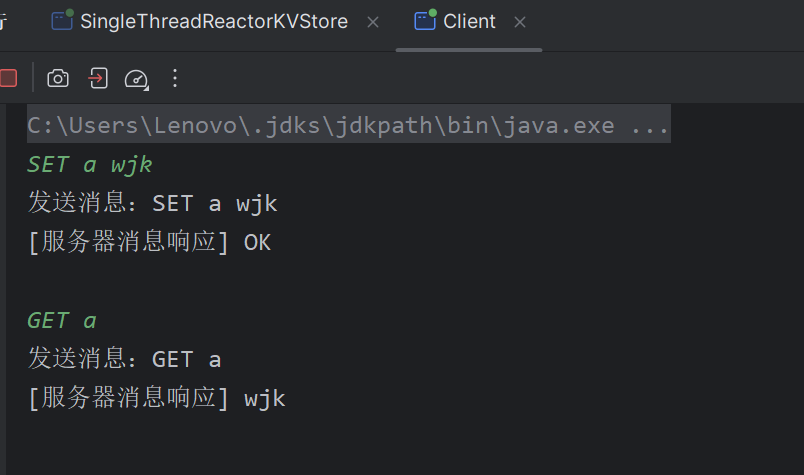 SingleThreadReactorKVStore Client
C:\Users\Lenovo\.jdks\jdkpath\bin\java.exe ...
SET a wjk
发送消息: SET a wjk
[服务器消息响应] OK
GET a
发送消息: GET a
[服务器消息响应] wjk